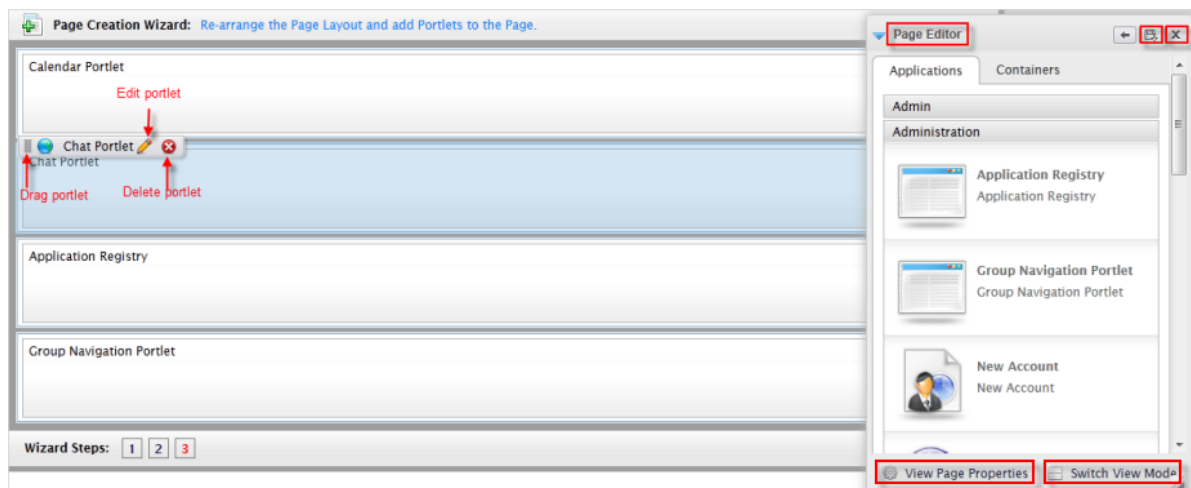 Page Creation Wizard: Re-arrange the Page Layout and add Portlets to the Page.
Calendar Portlet
Edit portlet
Chat Portlet
Chat Portlet
Drag portlet
Delete portlet
Application Registry
Group Navigation Portlet
Wizard Steps: 1 2 3
Page Editor
Applications Containers
Admin
Administration
Application Registry
Application Registry
Group Navigation Portlet
Group Navigation Portlet
New Account
New Account
View Page Properties Switch View Mode